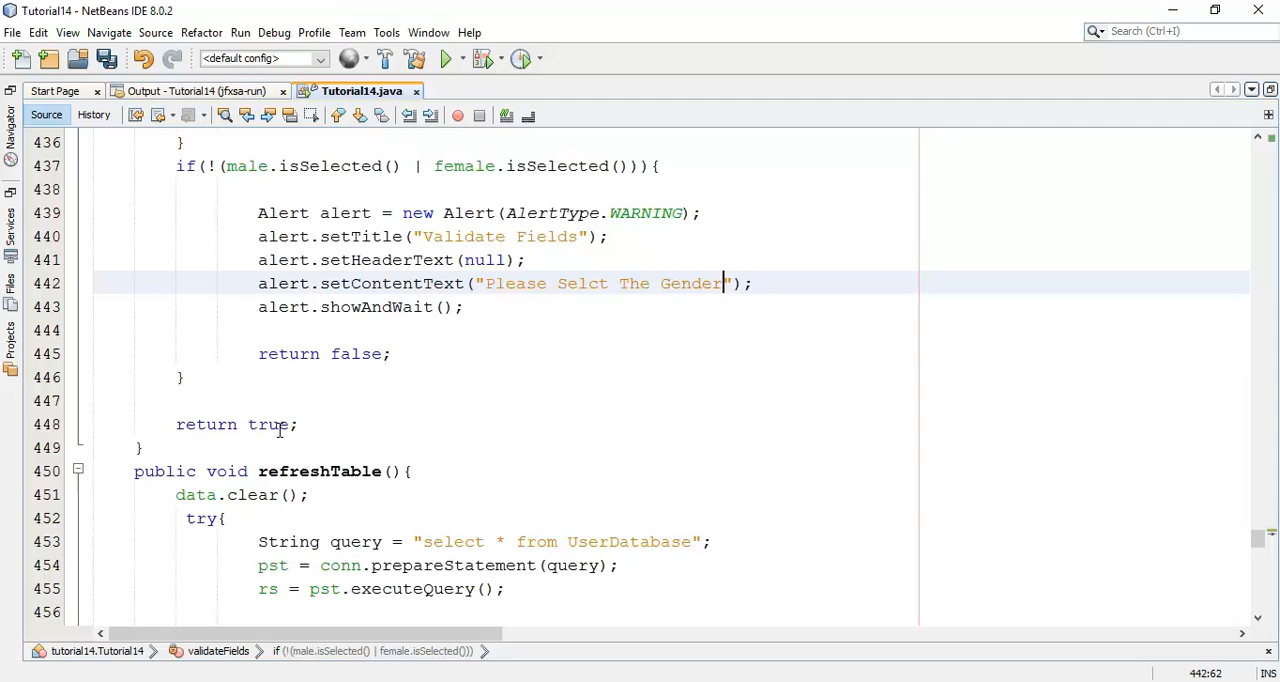 Tutorial14 - NetBeans IDE 8.0.2
File Edit View Navigate Source Refactor Run Debug Profile Team Tools Window Help
Search (Ctrl+I)
<default config>
Start Page Output - Tutorial14 (jfxsa-run) Tutorial14.java
Source History
Navigator
Services
Files
Projects
436 }
437 if(!(male.isSelected() | female.isSelected())){
438
439 Alert alert = new Alert(AlertType.WARNING);
440 alert.setTitle("Validate Fields");
441 alert.setHeaderText(null);
442 alert.setContentText("Please Selct The Gender");
443 alert.showAndWait();
444
445 return false;
446 }
447
448 return true;
449 }
450 public void refreshTable(){
451 data.clear();
452 try{
453 String query = "select * from UserDatabase";
454 pst = conn.prepareStatement(query);
455 rs = pst.executeQuery();
456
tutorial14.Tutorial14 validateFields if (!(male.isSelected() | female.isSelected()))
442:62 INS